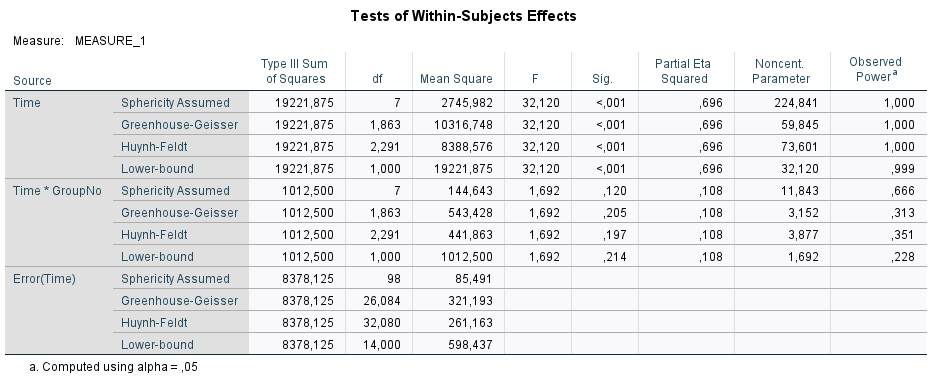 Tests of Within-Subjects Effects
Measure: MEASURE_1
Source Type III Sum of Squares df Mean Square F Sig. Partial Eta Squared Noncent. Parameter Observed Power a
Time Sphericity Assumed 19221,875 7 2745,982 32,120 <,001 ,696 224,841 1,000
Greenhouse-Geisser 19221,875 1,863 10316,748 32,120 <,001 ,696 59,845 1,000
Huynh-Feldt 19221,875 2,291 8388,576 32,120 <,001 ,696 73,601 1,000
Lower-bound 19221,875 1,000 19221,875 32,120 <,001 ,696 32,120 ,999
Time * GroupNo Sphericity Assumed 1012,500 7 144,643 1,692 ,120 ,108 11,843 ,666
Greenhouse-Geisser 1012,500 1,863 543,428 1,692 ,205 ,108 3,152 ,313
Huynh-Feldt 1012,500 2,291 441,863 1,692 ,197 ,108 3,877 ,351
Lower-bound 1012,500 1,000 1012,500 1,692 ,214 ,108 1,692 ,228
Error(Time) Sphericity Assumed 8378,125 98 85,491
Greenhouse-Geisser 8378,125 26,084 321,193
Huynh-Feldt 8378,125 32,080 261,163
Lower-bound 8378,125 14,000 598,437
a. Computed using alpha = ,05